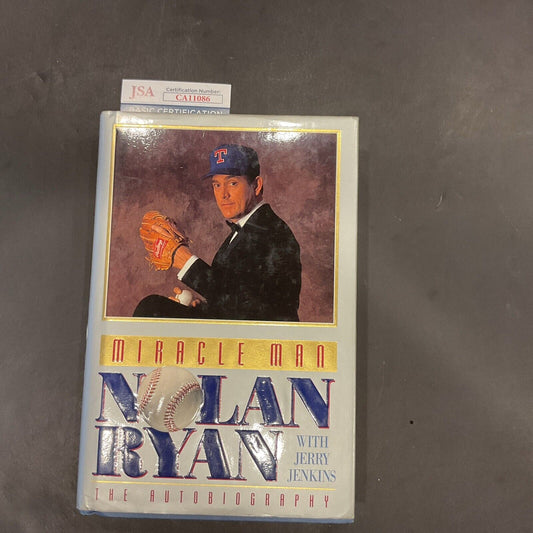 JSA
Certification Number:
CA11086
BASIC CERTIFICATION
T
MIRACLE MAN
NOLAN
RYAN
WITH
JERRY
JENKINS
THE AUTOBIOGRAPHY